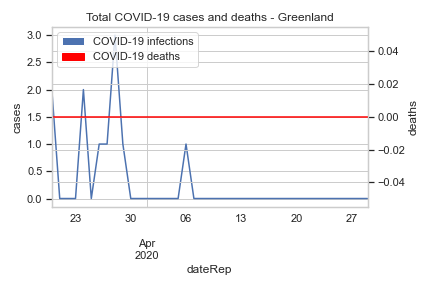 Total COVID-19 cases and deaths - Greenland
COVID-19 infections
COVID-19 deaths
3.0
2.5
2.0
1.5
1.0
0.5
0.0
cases
0.04
0.02
0.00
−0.02
−0.04
deaths
23
30
06
13
20
27
Apr
2020
dateRep